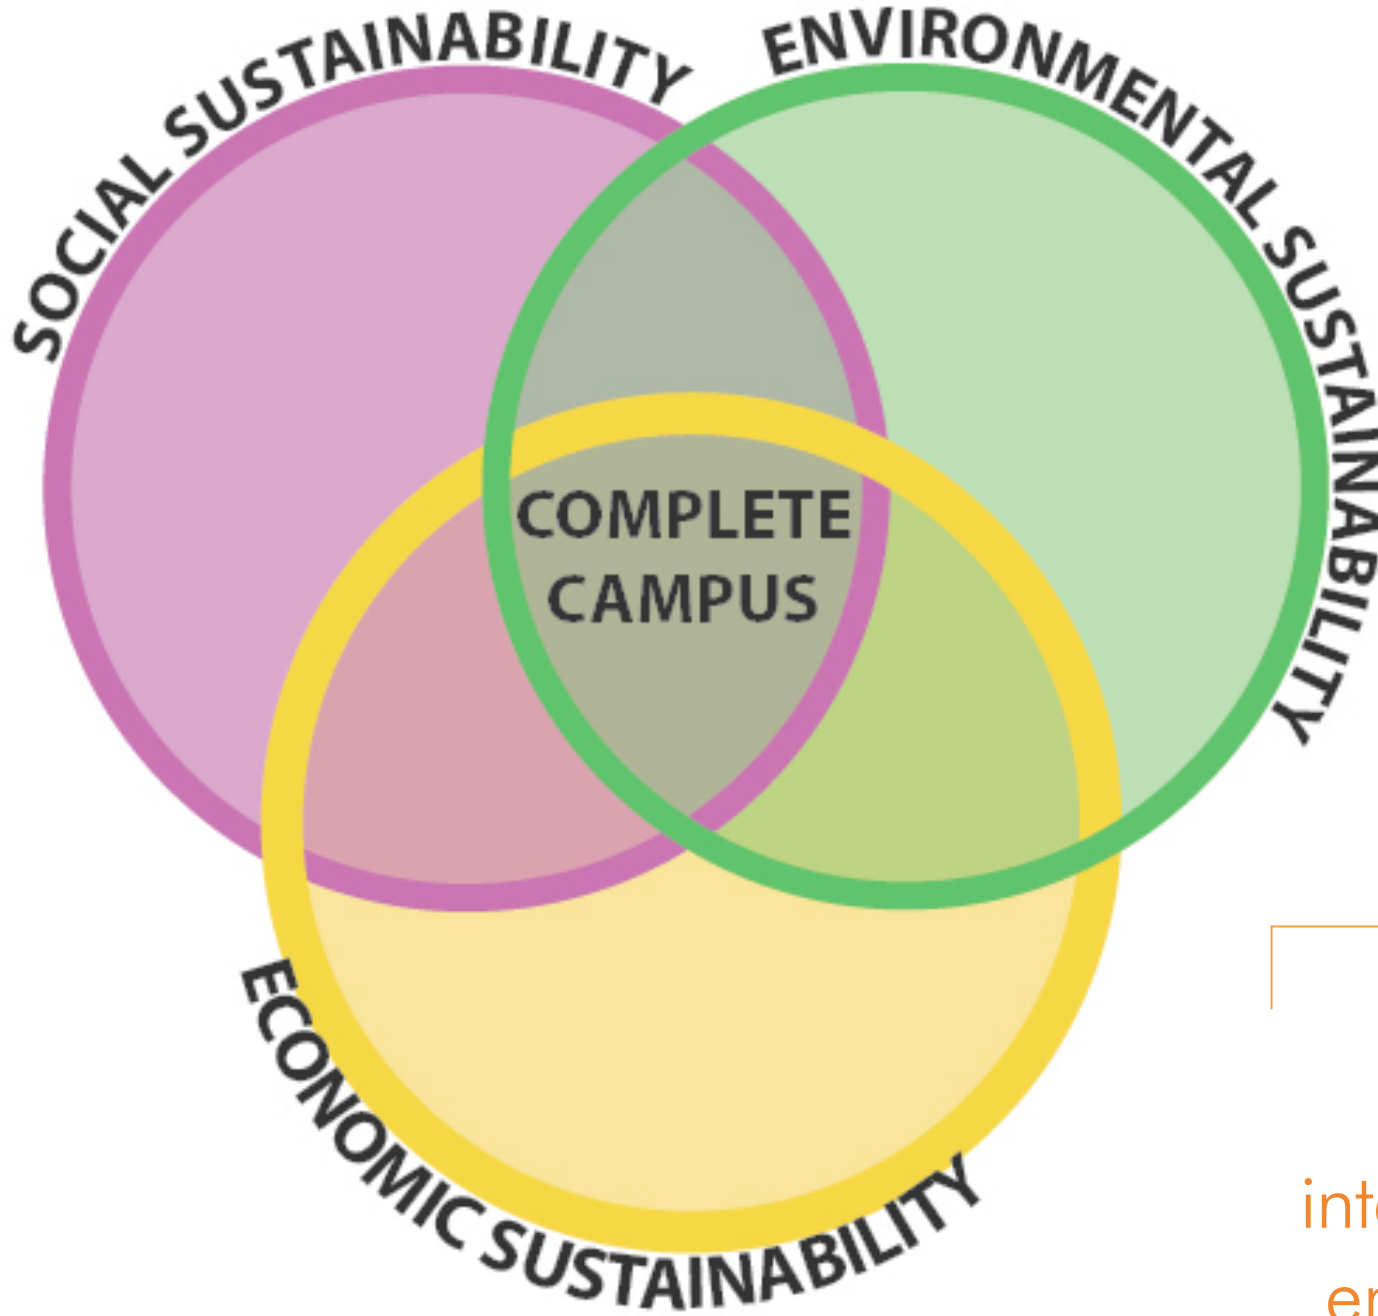 SOCIAL SUSTAINABILITY
ENVIRONMENTAL SUSTAINABILITY
COMPLETE
CAMPUS
ECONOMIC SUSTAINABILITY